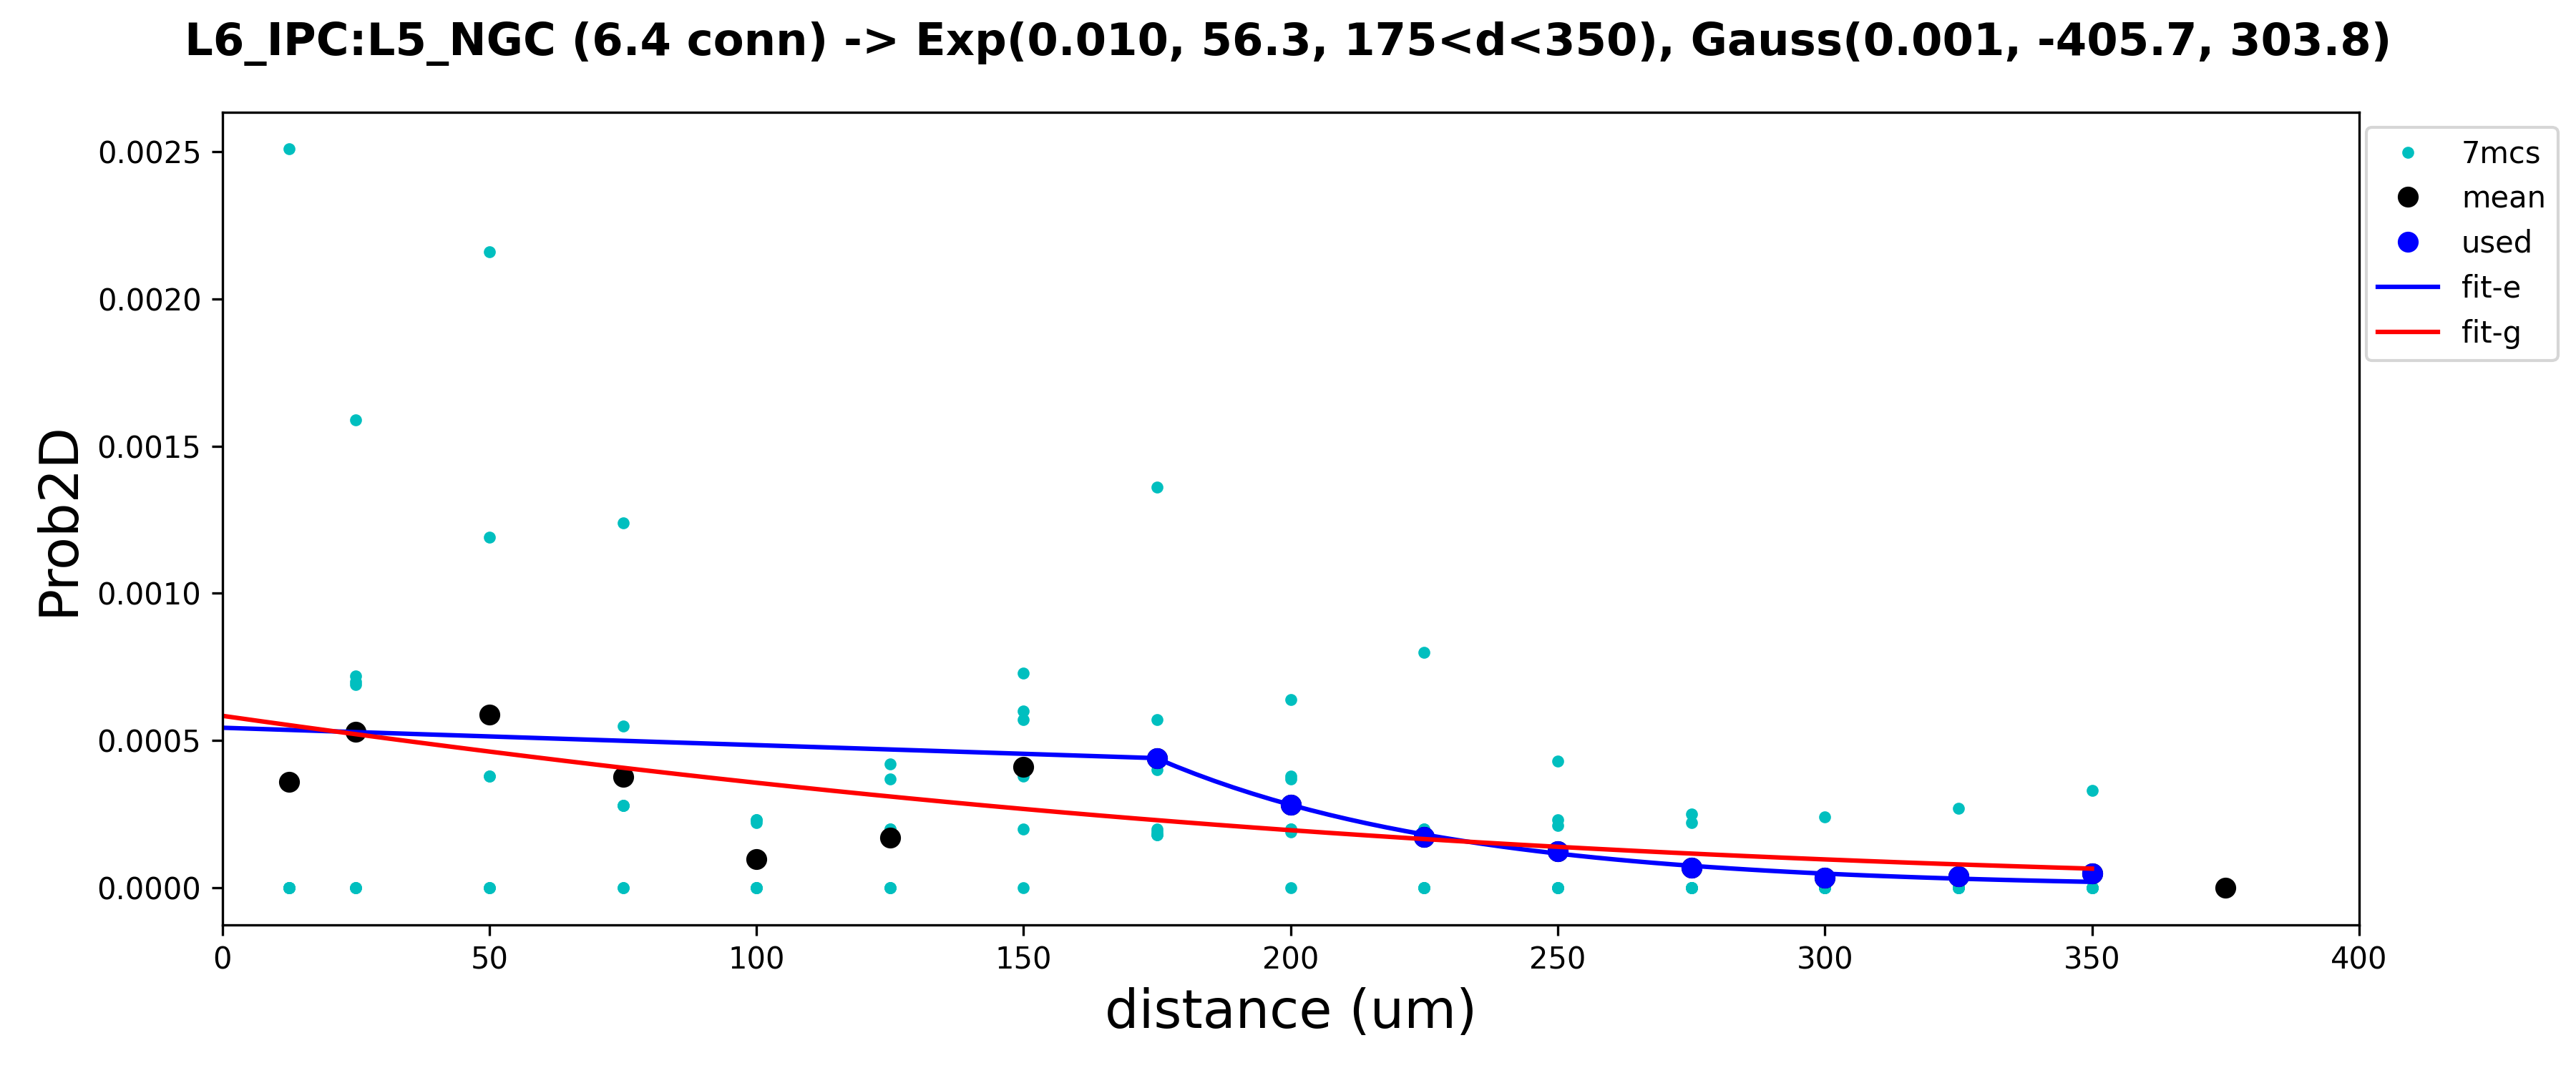 L6_IPC:L5_NGC (6.4 conn) -> Exp(0.010, 56.3, 175<d<350), Gauss(0.001, -405.7, 303.8)
0.0025
0.0020
0.0015
0.0010
0.0005
0.0000
Prob2D
0 50 100 150 200 250 300 350 400
distance (um)
7mcs
mean
used
fit-e
fit-g